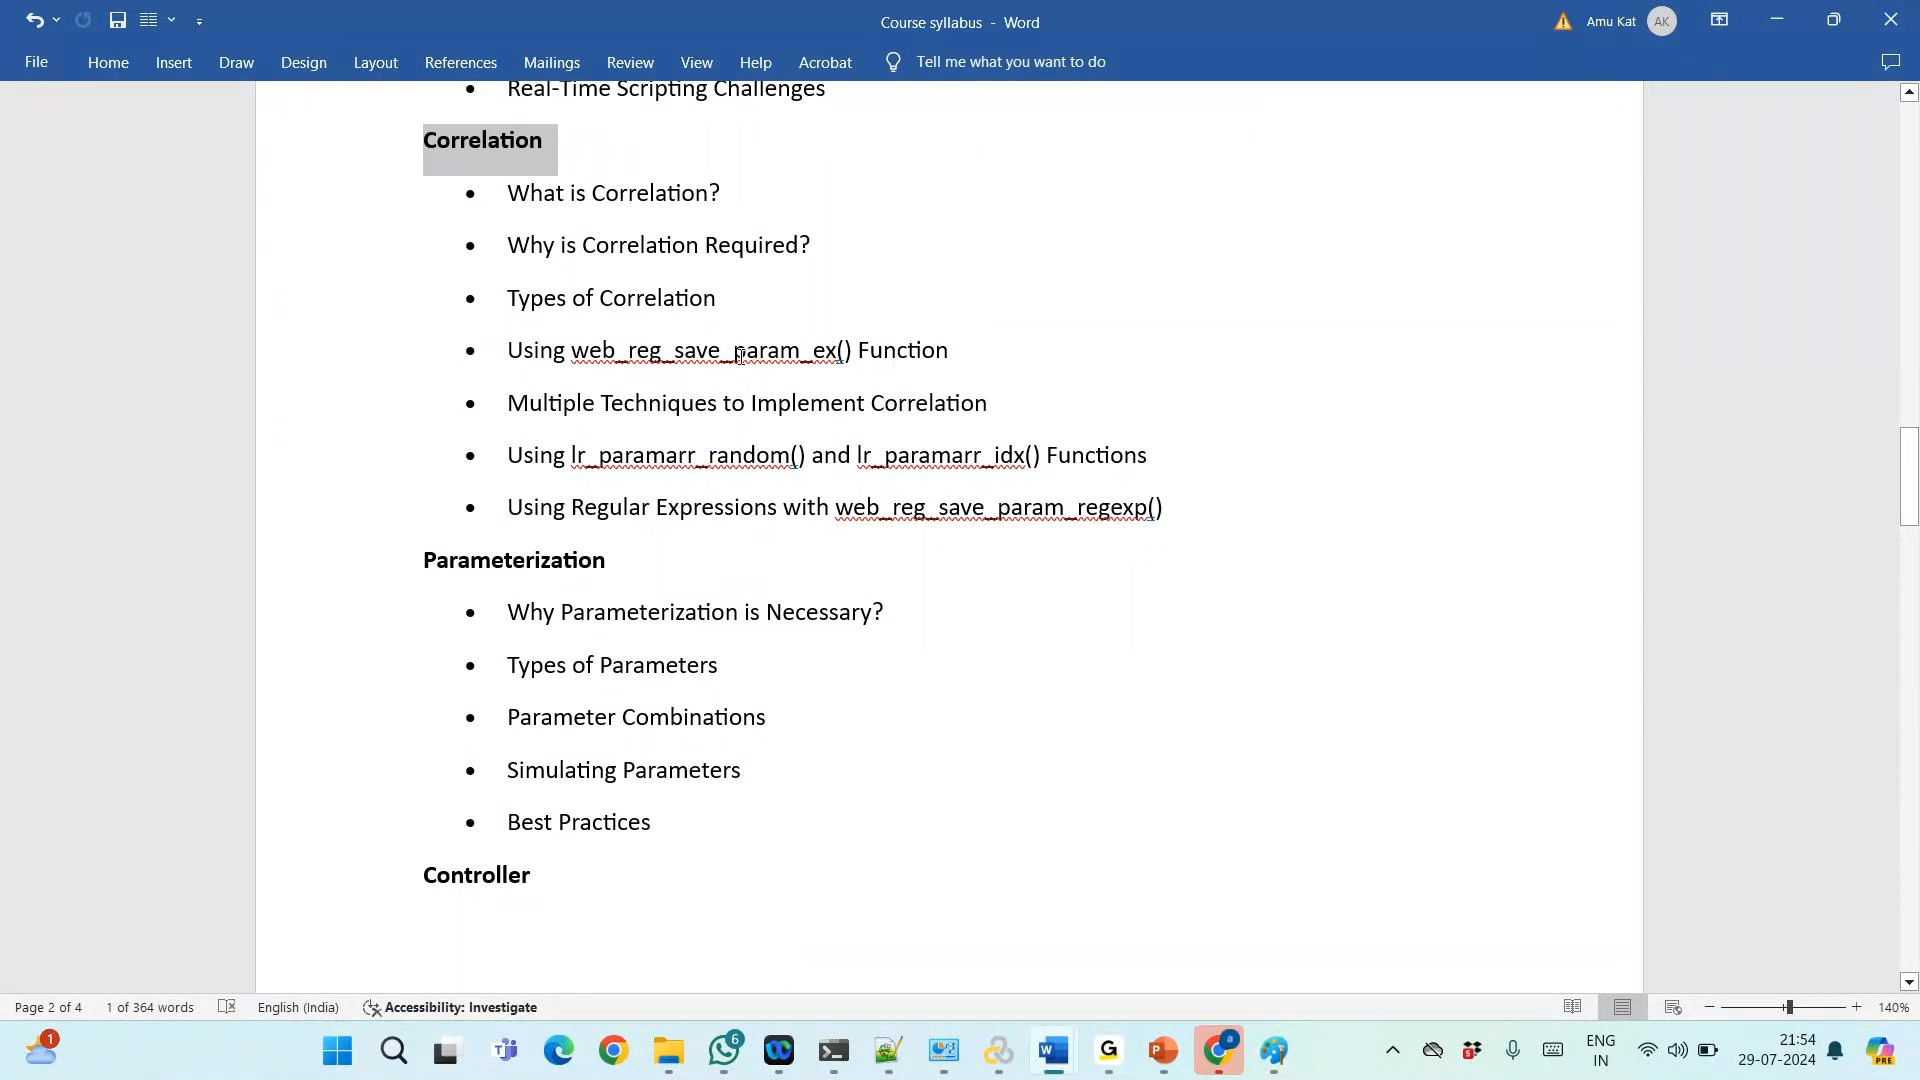 Course syllabus - Word
Amu Kat
AK
File
Home
Insert
Draw
Design
Layout
References
Mailings
Review
View
Help
Acrobat
Tell me what you want to do
• Real-Time Scripting Challenges
Correlation
• What is Correlation?
• Why is Correlation Required?
• Types of Correlation
• Using web_reg_save_param_ex() Function
• Multiple Techniques to Implement Correlation
• Using lr_paramarr_random() and lr_paramarr_idx() Functions
• Using Regular Expressions with web_reg_save_param_regexp()
Parameterization
• Why Parameterization is Necessary?
• Types of Parameters
• Parameter Combinations
• Simulating Parameters
• Best Practices
Controller
Page 2 of 4
1 of 364 words
English (India)
Accessibility: Investigate
140%
1
6
a
5
ENG
IN
21:54
29-07-2024
PRE